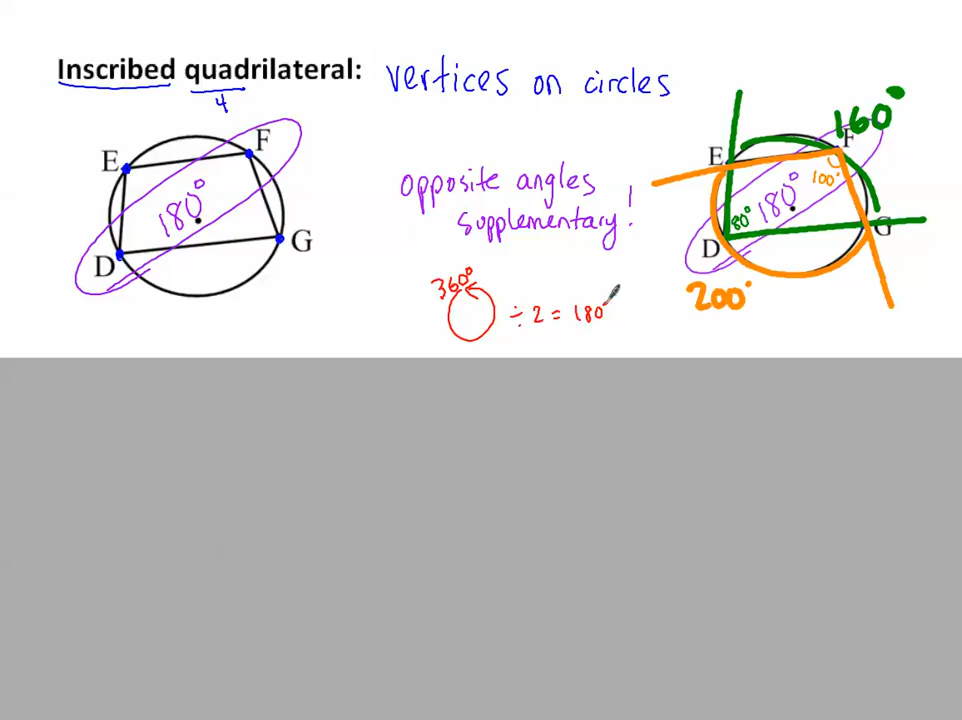 Inscribed quadrilateral: vertices on circles
4
E F
180°
D G
opposite angles
supplementary!
360°
÷ 2 = 180°
160°
E F
100°
180°
80°
D G
200°